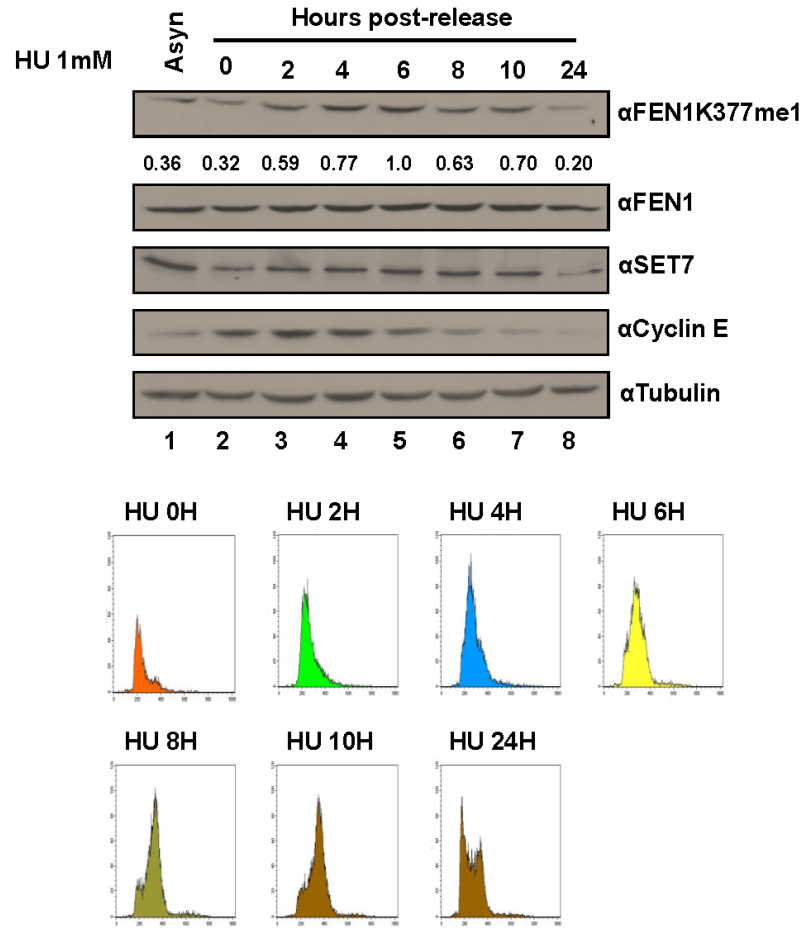 Hours post-release
HU 1mM Asyn 0 2 4 6 8 10 24
αFEN1K377me1
0.36 0.32 0.59 0.77 1.0 0.63 0.70 0.20
αFEN1
αSET7
αCyclin E
αTubulin
1 2 3 4 5 6 7 8
HU 0H HU 2H HU 4H HU 6H
HU 8H HU 10H HU 24H